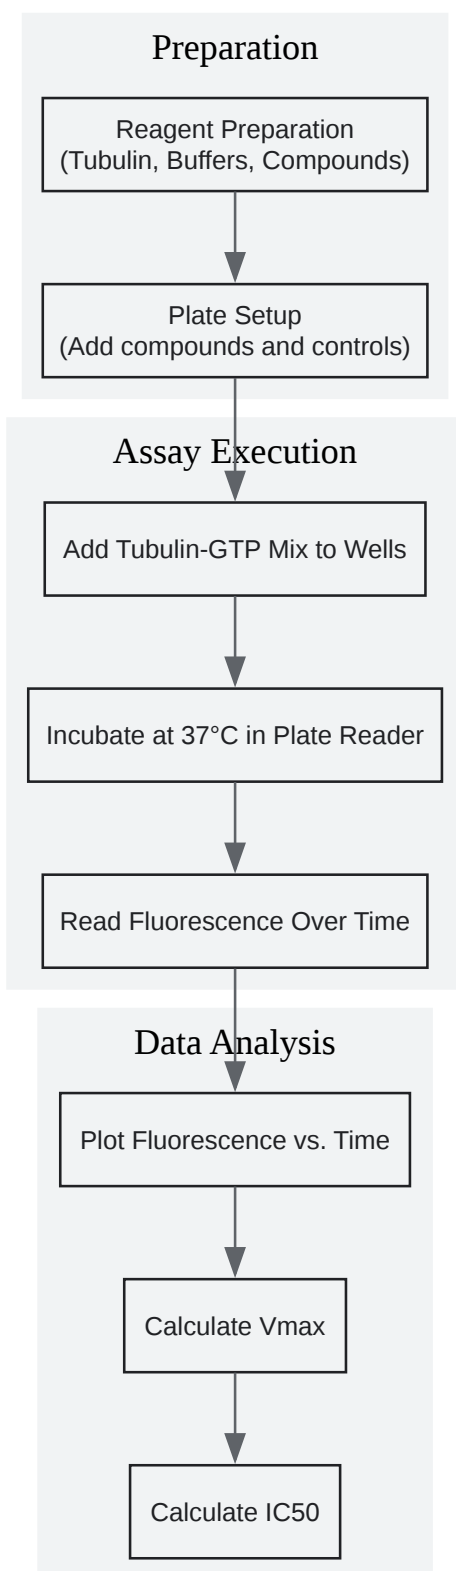 Preparation
Reagent Preparation
(Tubulin, Buffers, Compounds)
Plate Setup
(Add compounds and controls)
Assay Execution
Add Tubulin-GTP Mix to Wells
Incubate at 37°C in Plate Reader
Read Fluorescence Over Time
Data Analysis
Plot Fluorescence vs. Time
Calculate Vmax
Calculate IC50